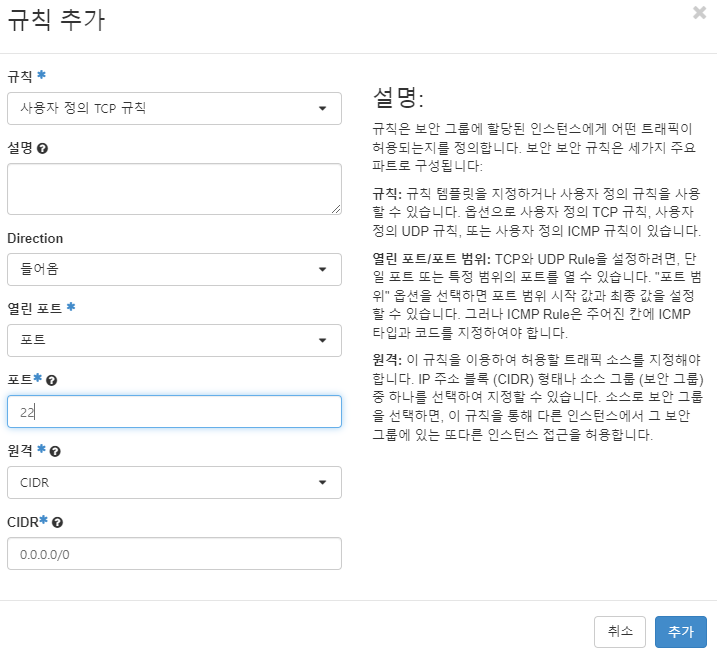 규칙 추가
×
규칙 *
사용자 정의 TCP 규칙
설명
Direction
들어옴
열린 포트 *
포트
포트*
22
원격 *
CIDR
CIDR*
0.0.0.0/0
설명:
규칙은 보안 그룹에 할당된 인스턴스에게 어떤 트래픽이
허용되는지를 정의합니다. 보안 보안 규칙은 세가지 주요
파트로 구성됩니다:
규칙: 규칙 템플릿을 지정하거나 사용자 정의 규칙을 사용
할 수 있습니다. 옵션으로 사용자 정의 TCP 규칙, 사용자
정의 UDP 규칙, 또는 사용자 정의 ICMP 규칙이 있습니다.
열린 포트/포트 범위: TCP와 UDP Rule을 설정하려면, 단
일 포트 또는 특정 범위의 포트를 열 수 있습니다. "포트 범
위" 옵션을 선택하면 포트 범위 시작 값과 최종 값을 설정
할 수 있습니다. 그러나 ICMP Rule은 주어진 칸에 ICMP
타입과 코드를 지정하여야 합니다.
원격: 이 규칙을 이용하여 허용할 트래픽 소스를 지정해야
합니다. IP 주소 블록 (CIDR) 형태나 소스 그룹 (보안 그룹)
중 하나를 선택하여 지정할 수 있습니다. 소스로 보안 그룹
을 선택하면, 이 규칙을 통해 다른 인스턴스에서 그 보안
그룹에 있는 또다른 인스턴스 접근을 허용합니다.
취소
추가